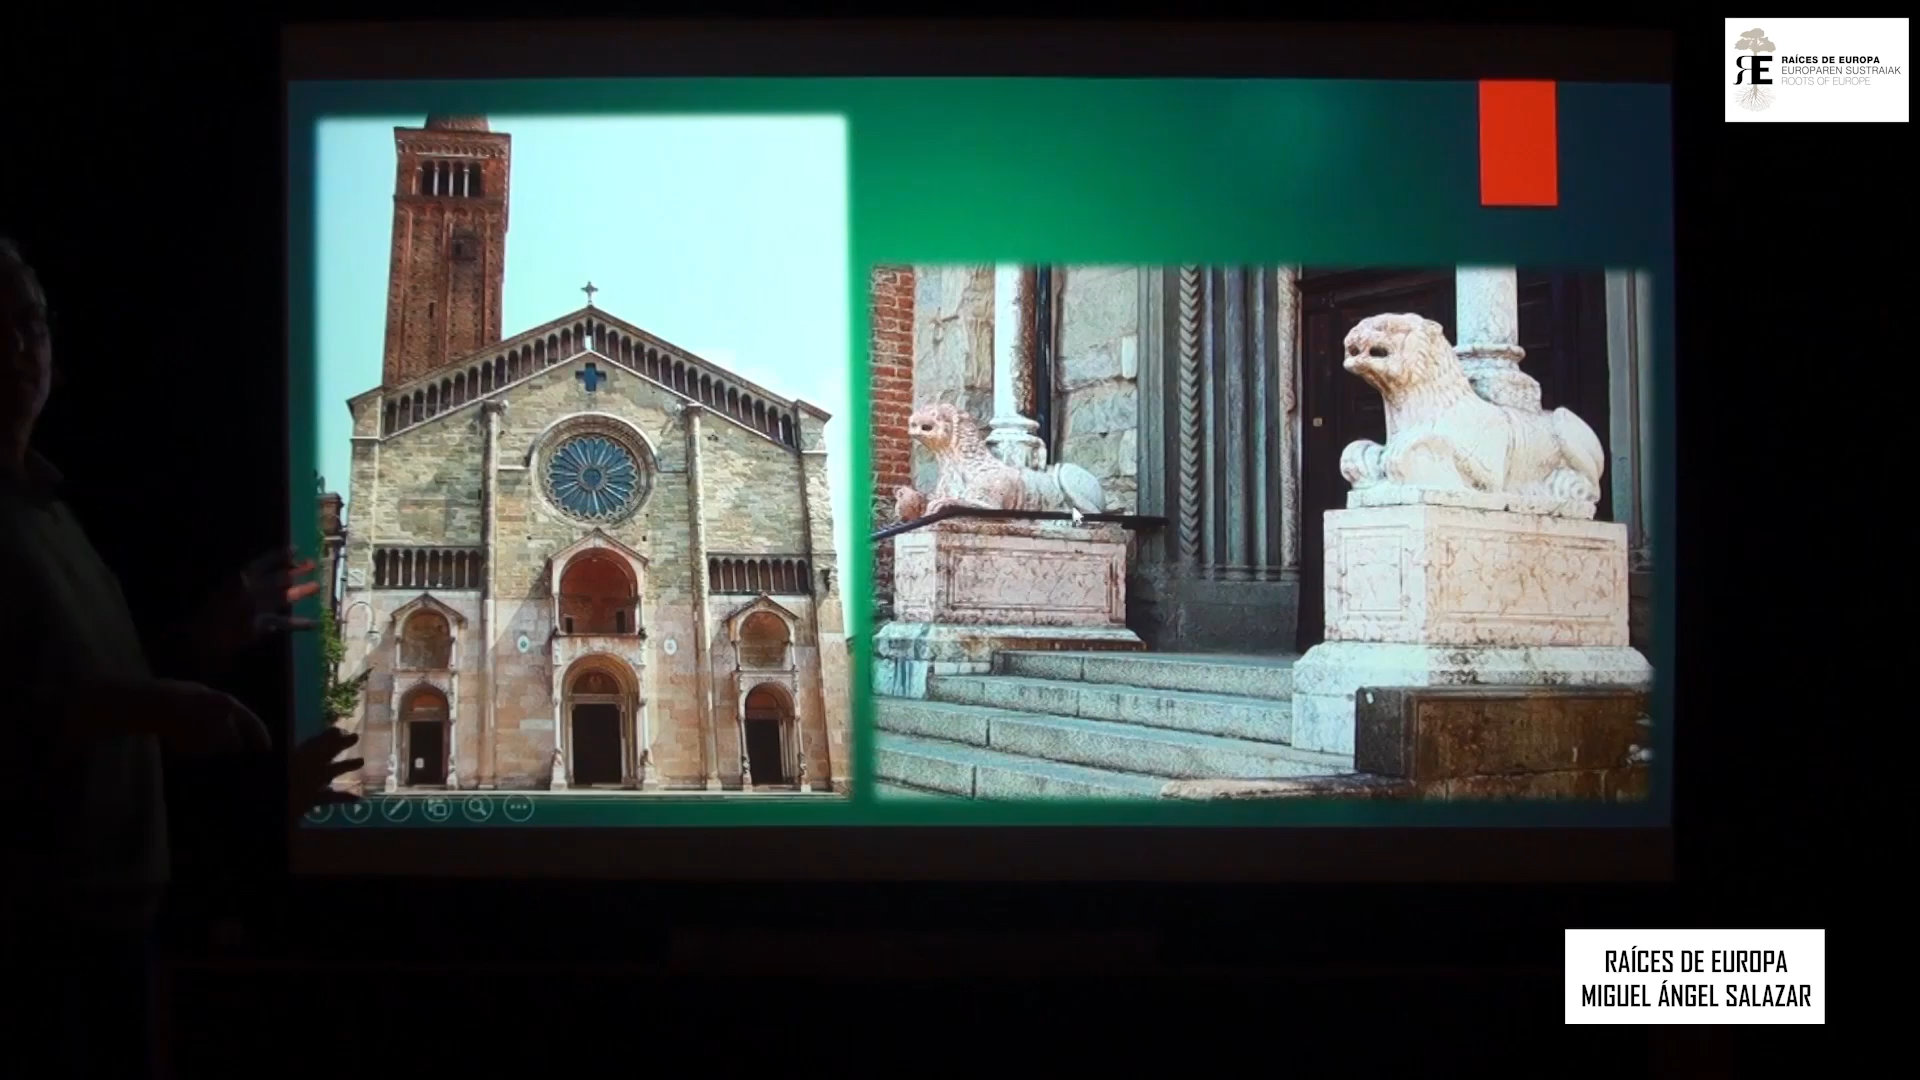 RAÍCES DE EUROPA
EUROPAREN SUSTRAIAK
ROOTS OF EUROPE
RAÍCES DE EUROPA
MIGUEL ÁNGEL SALAZAR